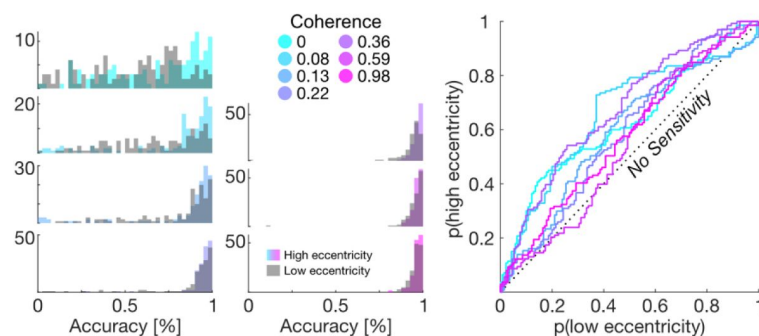 Coherence
0 0.36
0.08 0.59
0.13 0.98
0.22
10
20
30
50
0 0.5 1
Accuracy [%]
50
50
50
High eccentricity
Low eccentricity
0 0.5 1
Accuracy [%]
1
0.8
0.6
0.4
0.2
p(high eccentricity)
No Sensitivity
0 0.2 0.4 0.6 0.8 1
p(low eccentricity)